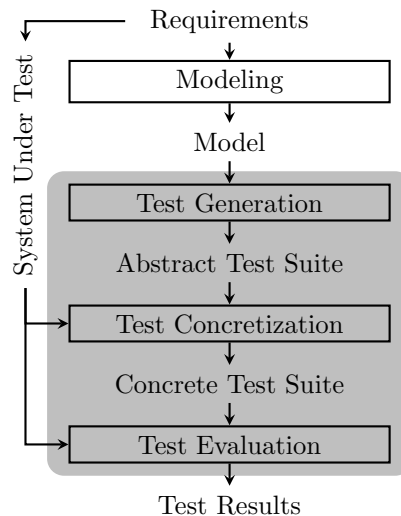 Requirements
Modeling
Model
System Under Test
Test Generation
Abstract Test Suite
Test Concretization
Concrete Test Suite
Test Evaluation
Test Results